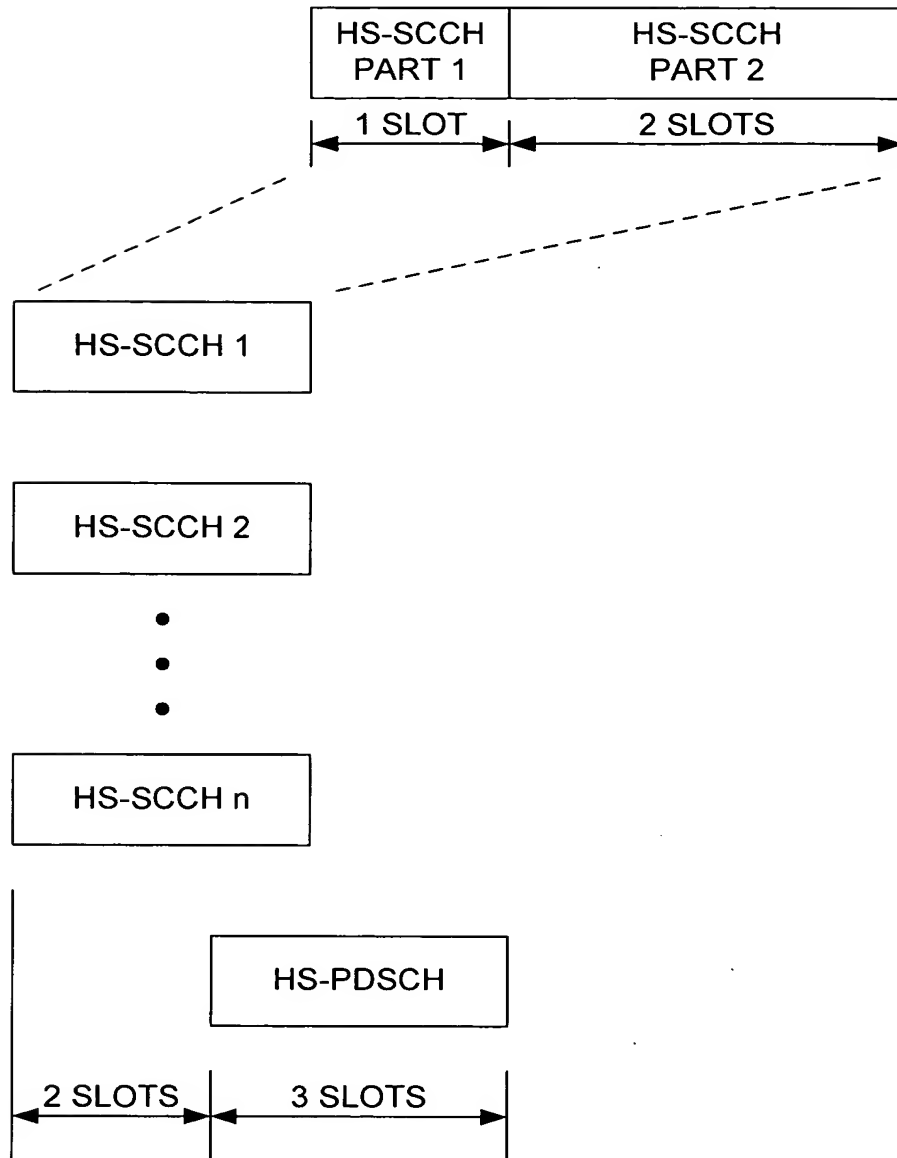 HS-SCCH
PART 1
HS-SCCH
PART 2
1 SLOT
2 SLOTS
HS-SCCH 1
HS-SCCH 2
HS-SCCH n
HS-PDSCH
2 SLOTS
3 SLOTS